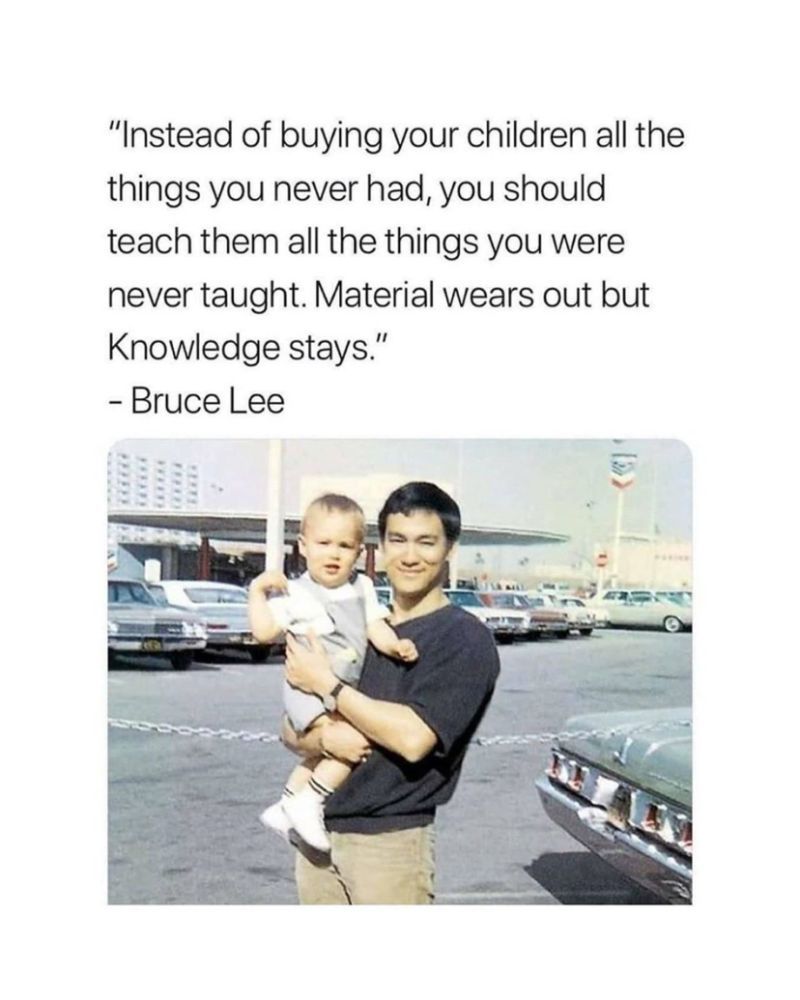 "Instead of buying your children all the
things you never had, you should
teach them all the things you were
never taught. Material wears out but
Knowledge stays."
- Bruce Lee